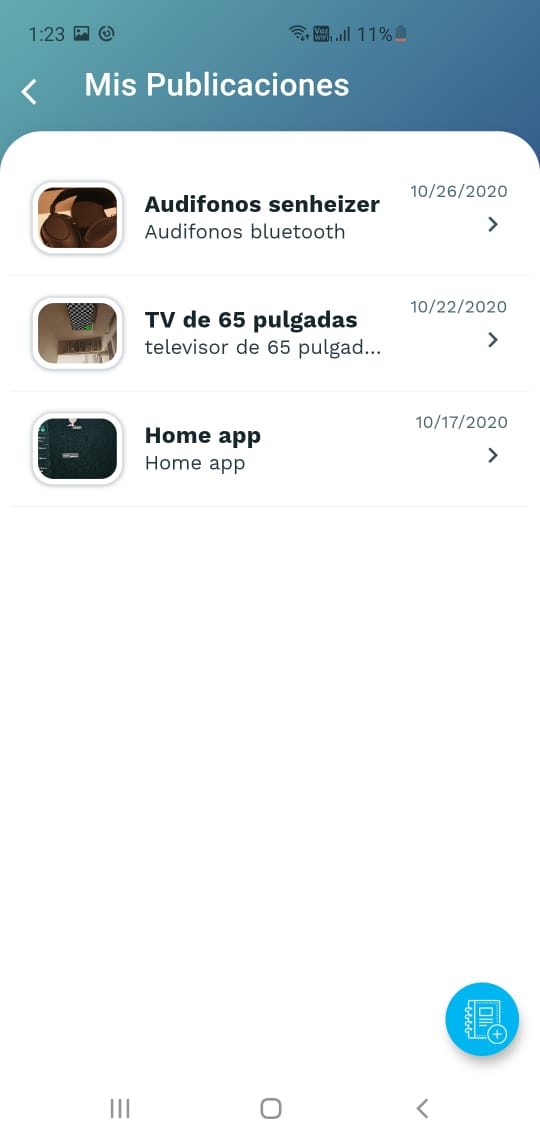 1:23
Voz
WiFi
11%
Mis Publicaciones
10/26/2020
Audifonos senheizer
Audifonos bluetooth
10/22/2020
TV de 65 pulgadas
televisor de 65 pulgad...
10/17/2020
Home app
Home app